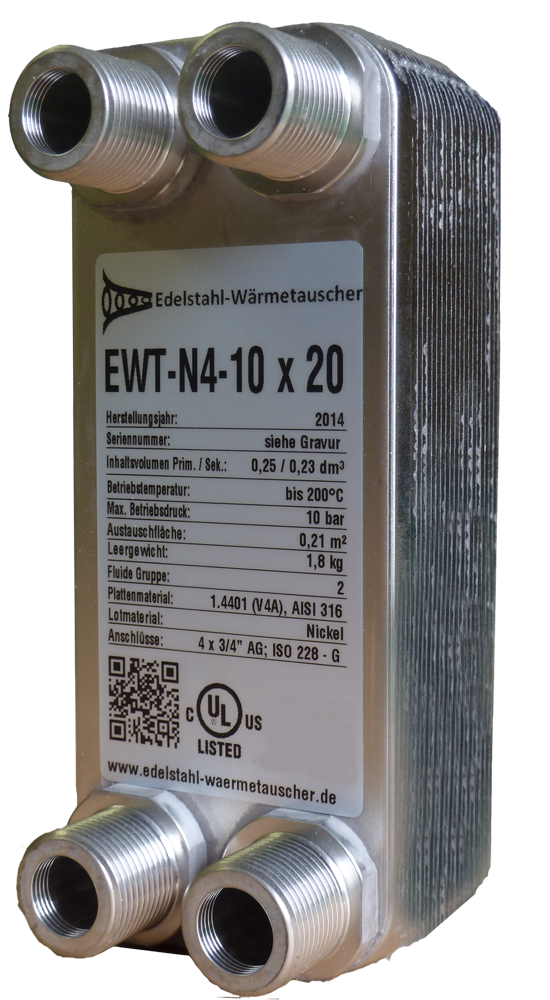 Edelstahl-Wärmetauscher
EWT-N4-10 x 20
Herstellungsjahr: 2014
Seriennummer: siehe Gravur
Inhaltsvolumen Prim. / Sek.: 0,25 / 0,23 dm³
Betriebstemperatur: bis 200°C
Max. Betriebsdruck: 10 bar
Austauschfläche: 0,21 m²
Leergewicht: 1,8 kg
Fluide Gruppe: 2
Plattenmaterial: 1.4401 (V4A), AISI 316
Lotmaterial: Nickel
Anschlüsse: 4 x 3/4" AG; ISO 228 - G
C UL US
LISTED
www.edelstahl-waermetauscher.de